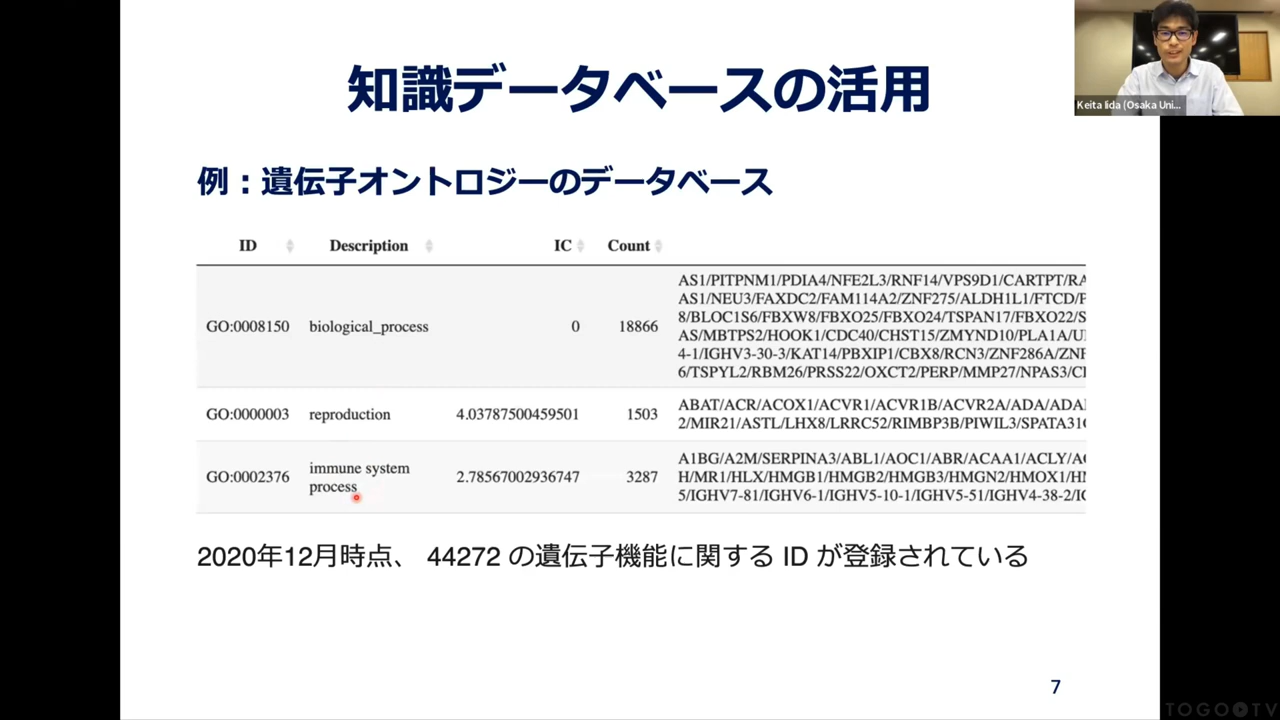 知識データベースの活用
Keita Iida (Osaka Uni...
例：遺伝子オントロジーのデータベース
ID Description IC Count
GO:0008150 biological_process 0 18866
AS1/PITPNM1/PDIA4/NFE2L3/RNF14/VPS9D1/CARTPT/RA
AS1/NEU3/FAXDC2/FAM114A2/ZNF275/ALDH1L1/FTCD/
8/BLOC1S6/FBXW8/FBXO25/FBXO24/TSPAN17/FBXO22/S
AS/MBTPS2/HOOK1/CDC40/CHST15/ZMYND10/PLA1A/U
4-1/IGHV3-30-3/KAT14/PBXIP1/CBX8/RCN3/ZNF286A/ZNF
6/TSPYL2/RBM26/PRSS22/OXCT2/PERP/MMP27/NPAS3/
GO:0000003 reproduction 4.03787500459501 1503
ABAT/ACR/ACOX1/ACVR1/ACVR1B/ACVR2A/ADA/
2/MIR21/ASTL/LHX8/LRRC52/RIMBP3B/PIWIL3/
GO:0002376 immune system process 2.78567002936747 3287
A1BG/A2M/SERPINA3/ABL1/AOC1/ABR/ACAA1/ACLY/
H/MR1/HLX/HMGB1/HMGB2/HMGB3/HMGN2/HMOX1/
5/IGHV7-81/IGHV6-1/IGHV5-10-1/IGHV5-51/IGHV4-38-2/
2020年12月時点、 44272 の遺伝子機能に関する ID が登録されている
7
TOGOTV